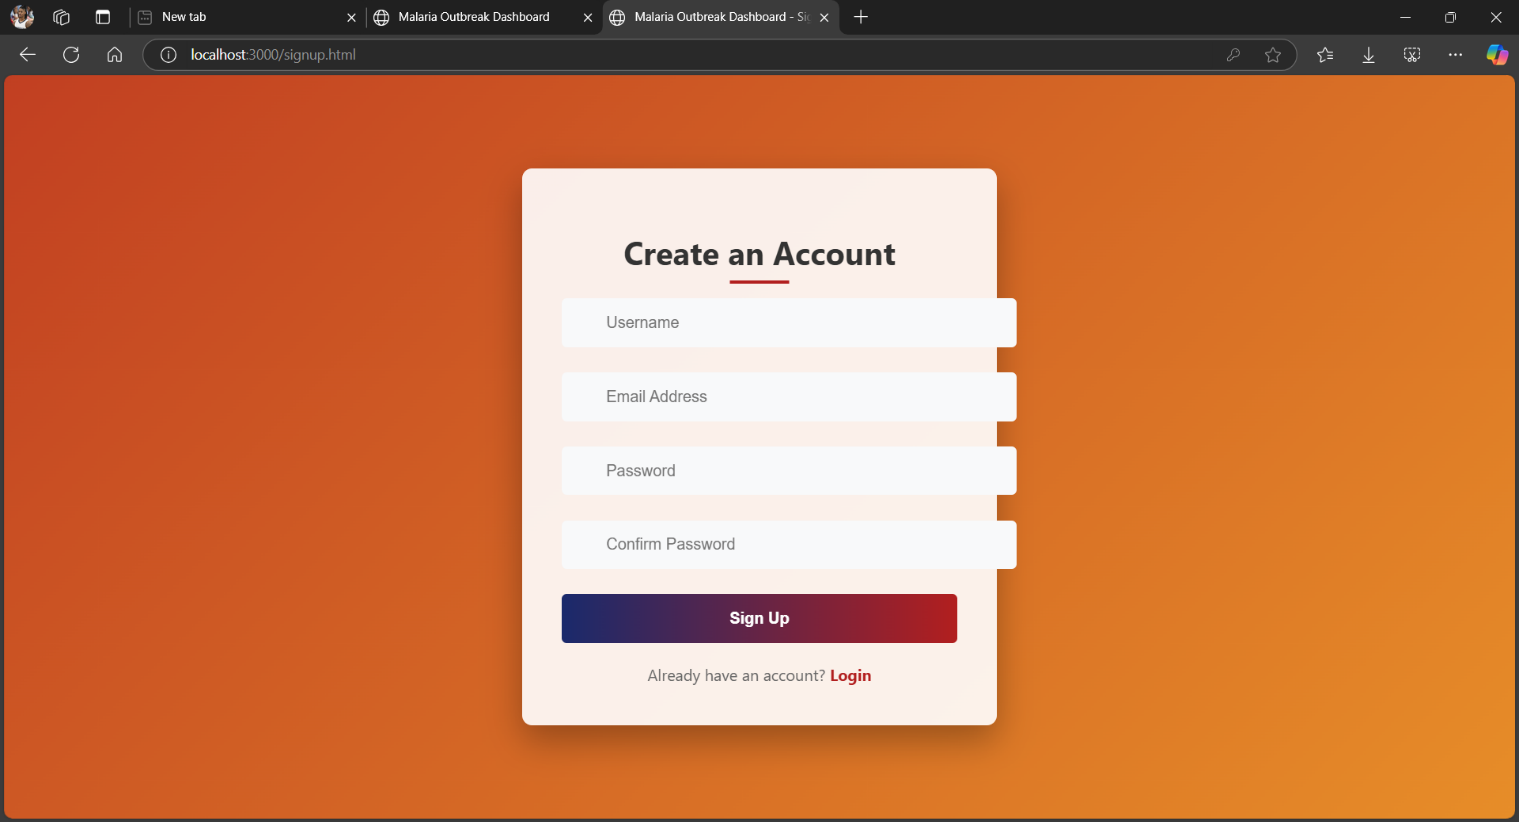 New tab
Malaria Outbreak Dashboard
Malaria Outbreak Dashboard - Si
localhost:3000/signup.html
Create an Account
Username
Email Address
Password
Confirm Password
Sign Up
Already have an account? Login